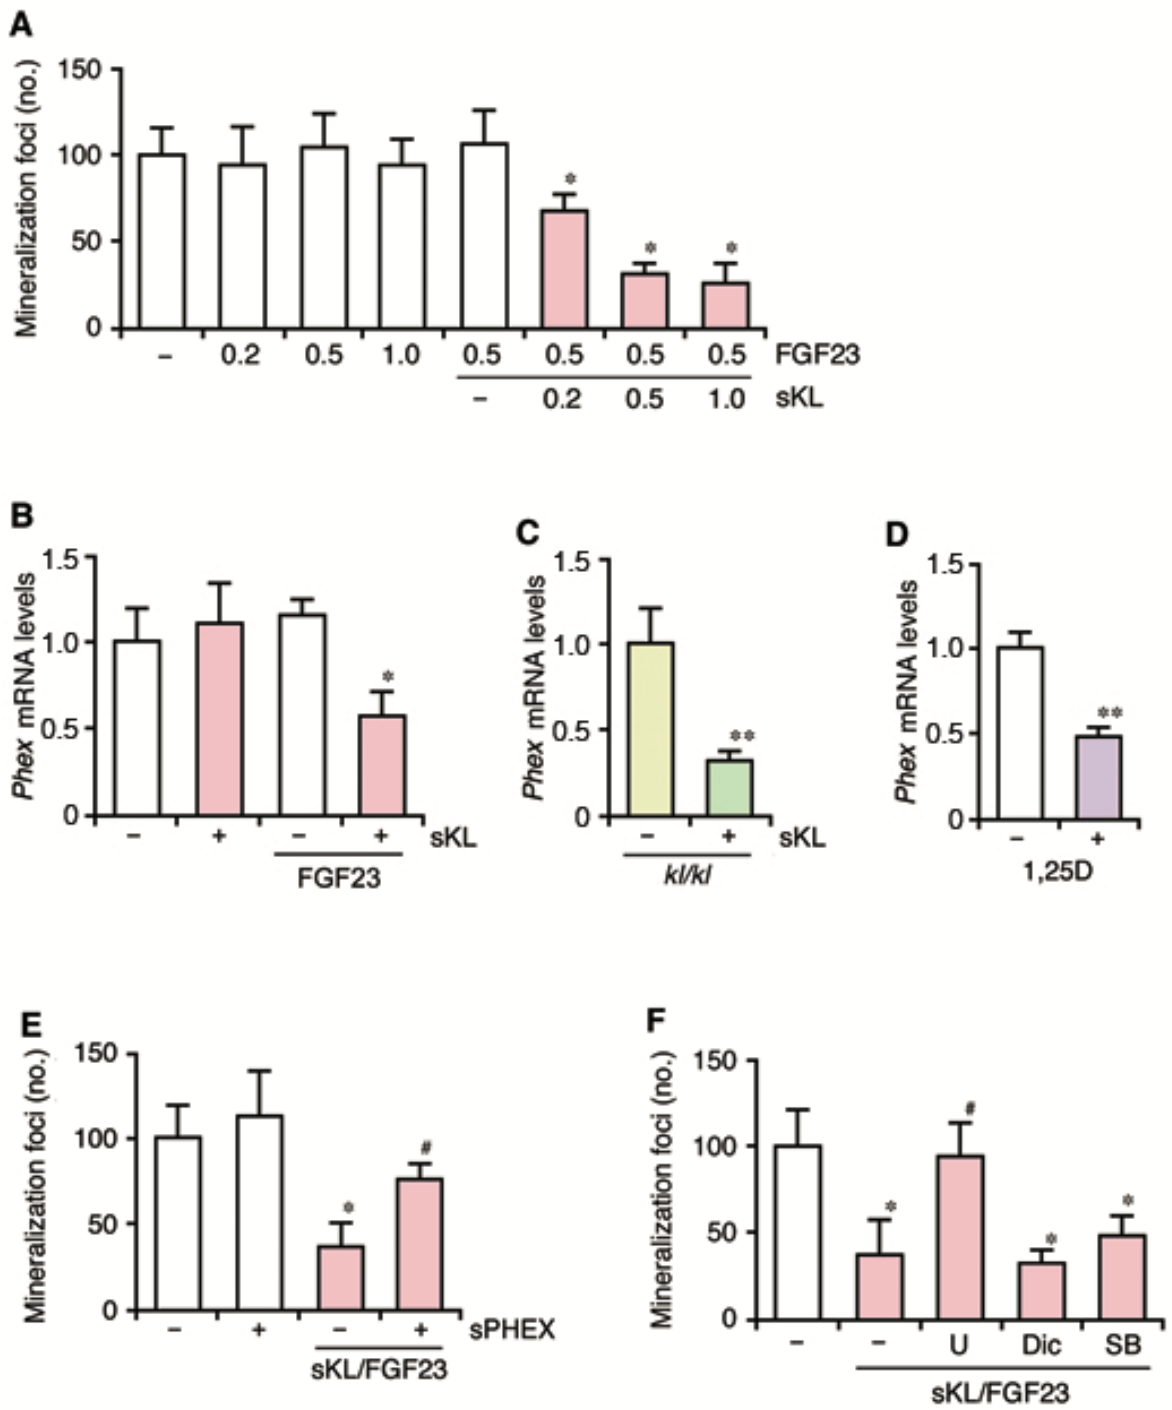 A
Mineralization foci (no.)
150
100
50
0
*
*
*
– 0.2 0.5 1.0 0.5 0.5 0.5 0.5 FGF23
– 0.2 0.5 1.0 sKL
B
Phex mRNA levels
1.5
1.0
0.5
0
*
– + – + sKL
FGF23
C
Phex mRNA levels
1.5
1.0
0.5
0
**
– + sKL
kl/kl
D
Phex mRNA levels
1.5
1.0
0.5
0
**
– +
1,25D
E
Mineralization foci (no.)
150
100
50
0
*
#
– + – + sPHEX
sKL/FGF23
F
Mineralization foci (no.)
150
100
50
0
*
#
*
*
– – U Dic SB
sKL/FGF23